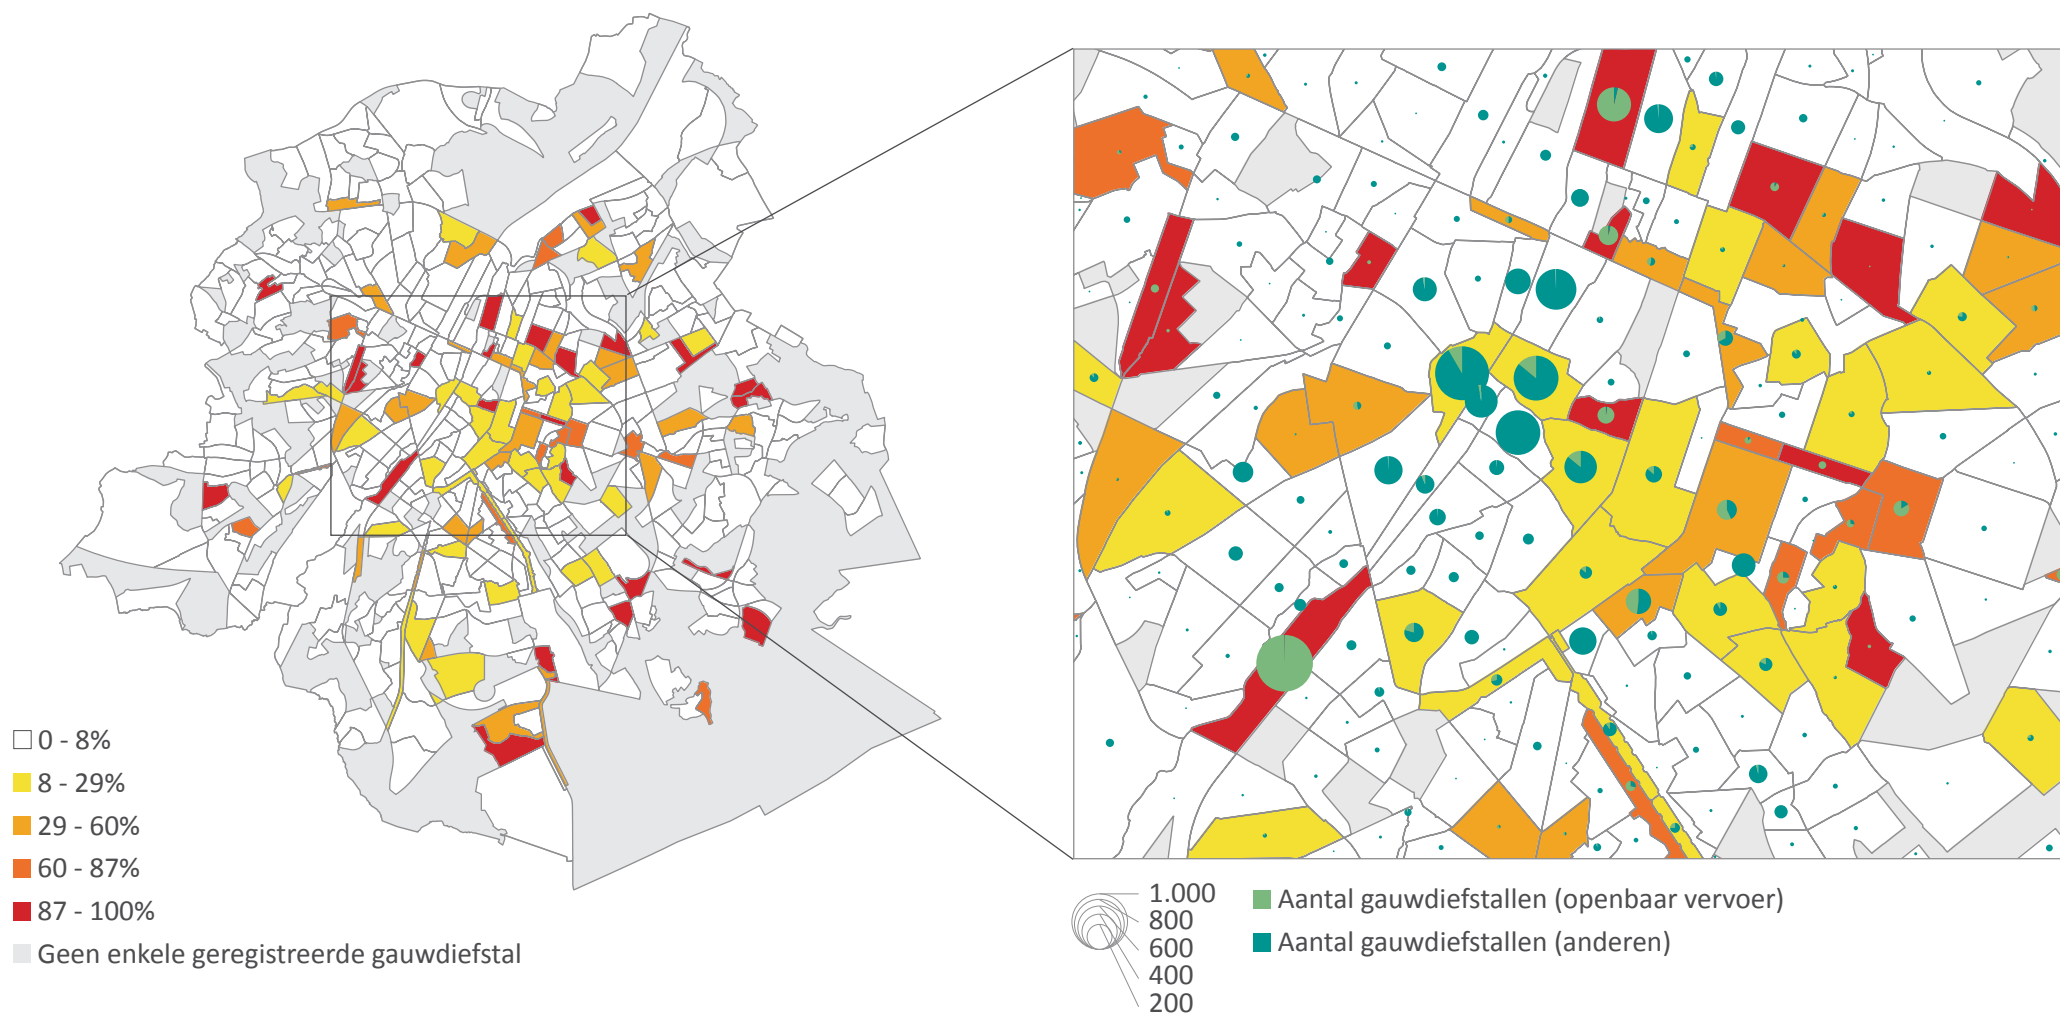 0 - 8%
8 - 29%
29 - 60%
60 - 87%
87 - 100%
Geen enkele geregistreerde gauwdiefstal
1.000
800
600
400
200
Aantal gauwdiefstallen (openbaar vervoer)
Aantal gauwdiefstallen (anderen)